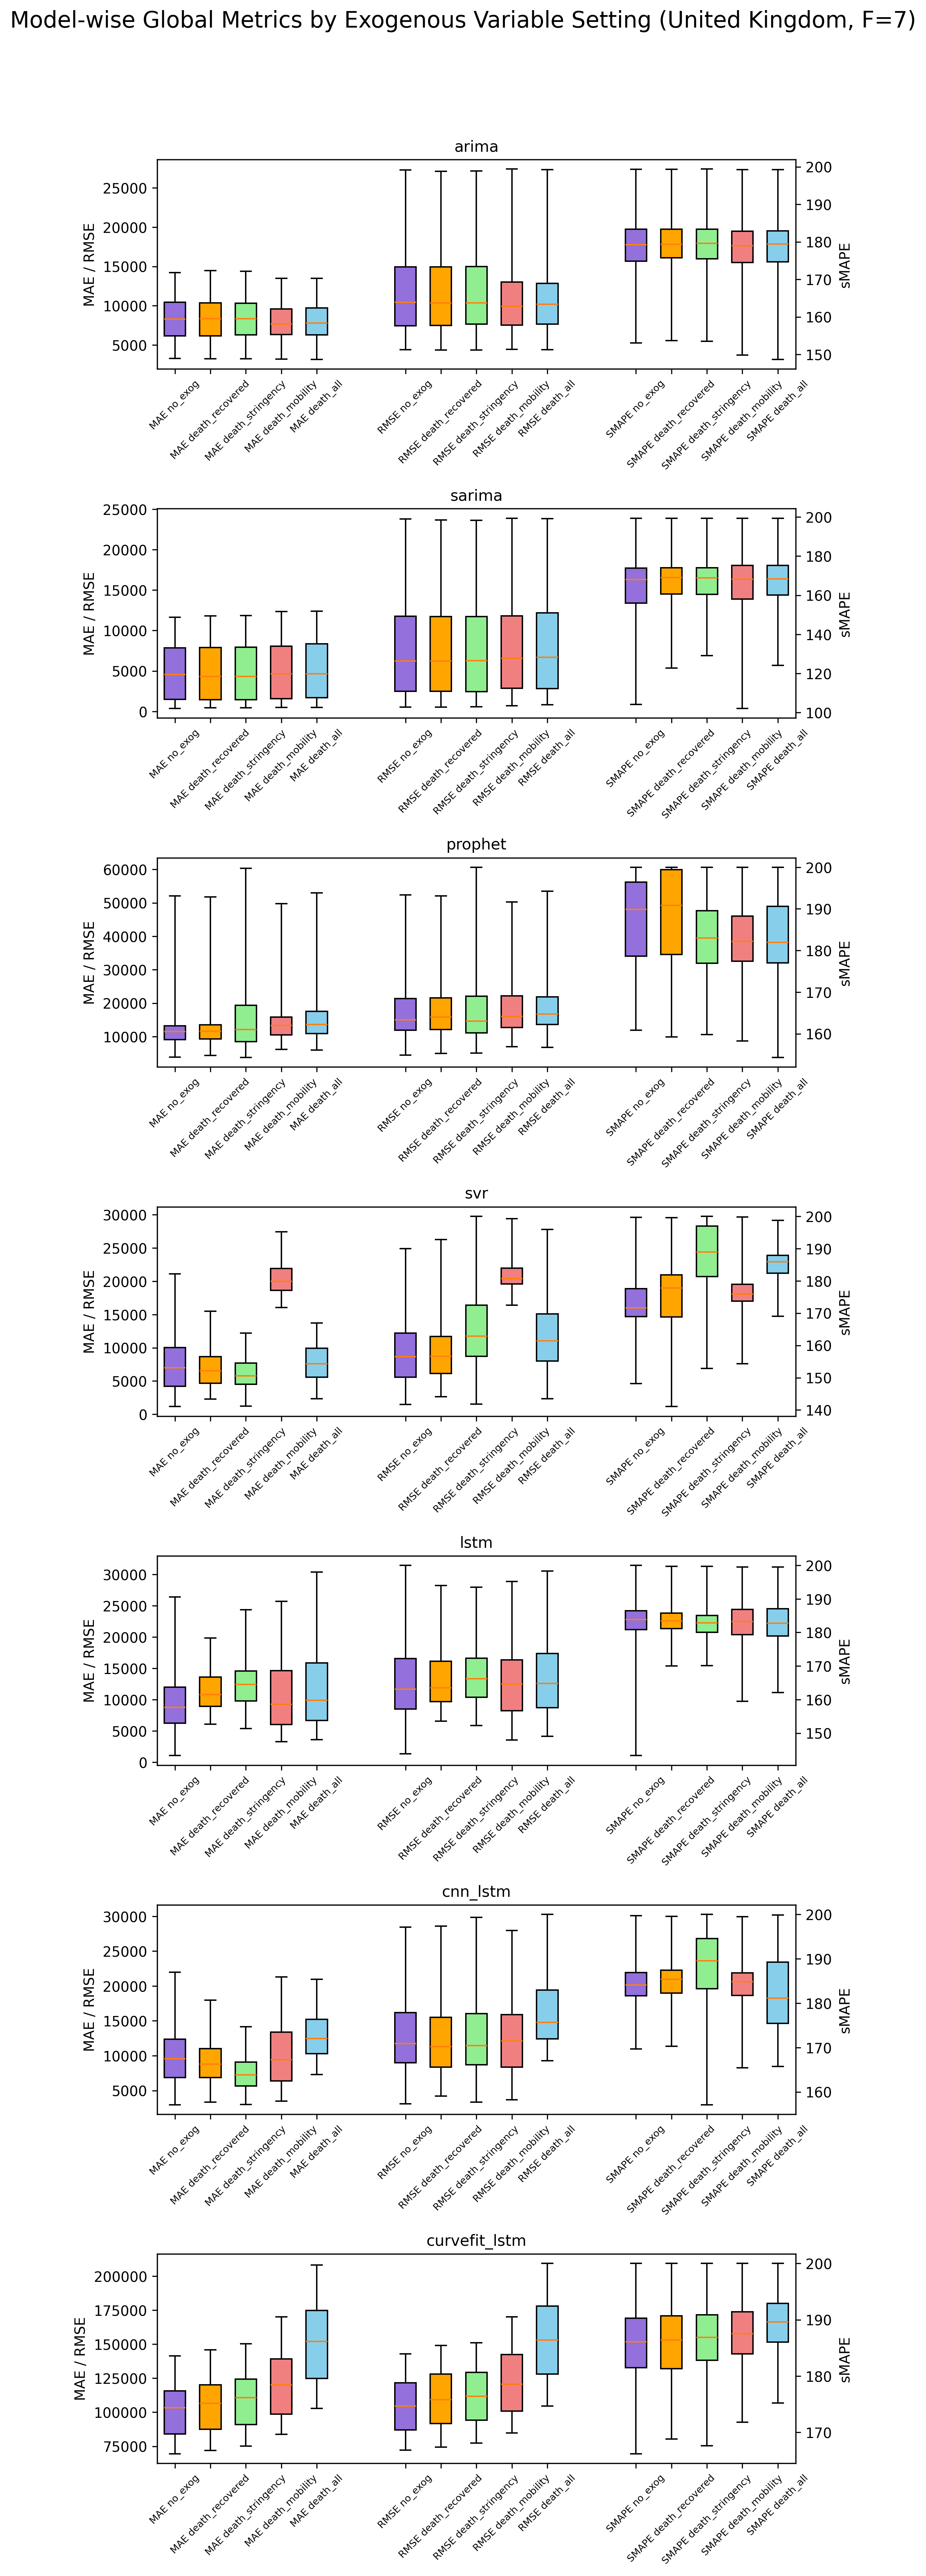 Model-wise Global Metrics by Exogenous Variable Setting (United Kingdom, F=7)
arima
MAE / RMSE
25000
20000
15000
10000
5000
200
190
180
170
160
150
sMAPE
MAE no_exog
MAE death_recovered
MAE death_stringency
MAE death_mobility
MAE death_all
RMSE no_exog
RMSE death_recovered
RMSE death_stringency
RMSE death_mobility
RMSE death_all
SMAPE no_exog
SMAPE death_recovered
SMAPE death_stringency
SMAPE death_mobility
SMAPE death_all
sarima
MAE / RMSE
25000
20000
15000
10000
5000
0
200
180
160
140
120
100
sMAPE
MAE no_exog
MAE death_recovered
MAE death_stringency
MAE death_mobility
MAE death_all
RMSE no_exog
RMSE death_recovered
RMSE death_stringency
RMSE death_mobility
RMSE death_all
SMAPE no_exog
SMAPE death_recovered
SMAPE death_stringency
SMAPE death_mobility
SMAPE death_all
prophet
MAE / RMSE
60000
50000
40000
30000
20000
10000
200
190
180
170
160
sMAPE
MAE no_exog
MAE death_recovered
MAE death_stringency
MAE death_mobility
MAE death_all
RMSE no_exog
RMSE death_recovered
RMSE death_stringency
RMSE death_mobility
RMSE death_all
SMAPE no_exog
SMAPE death_recovered
SMAPE death_stringency
SMAPE death_mobility
SMAPE death_all
svr
MAE / RMSE
30000
25000
20000
15000
10000
5000
0
200
190
180
170
160
150
140
sMAPE
MAE no_exog
MAE death_recovered
MAE death_stringency
MAE death_mobility
MAE death_all
RMSE no_exog
RMSE death_recovered
RMSE death_stringency
RMSE death_mobility
RMSE death_all
SMAPE no_exog
SMAPE death_recovered
SMAPE death_stringency
SMAPE death_mobility
SMAPE death_all
lstm
MAE / RMSE
30000
25000
20000
15000
10000
5000
0
200
190
180
170
160
150
sMAPE
MAE no_exog
MAE death_recovered
MAE death_stringency
MAE death_mobility
MAE death_all
RMSE no_exog
RMSE death_recovered
RMSE death_stringency
RMSE death_mobility
RMSE death_all
SMAPE no_exog
SMAPE death_recovered
SMAPE death_stringency
SMAPE death_mobility
SMAPE death_all
cnn_lstm
MAE / RMSE
30000
25000
20000
15000
10000
5000
200
190
180
170
160
sMAPE
MAE no_exog
MAE death_recovered
MAE death_stringency
MAE death_mobility
MAE death_all
RMSE no_exog
RMSE death_recovered
RMSE death_stringency
RMSE death_mobility
RMSE death_all
SMAPE no_exog
SMAPE death_recovered
SMAPE death_stringency
SMAPE death_mobility
SMAPE death_all
curvefit_lstm
MAE / RMSE
200000
175000
150000
125000
100000
75000
200
190
180
170
sMAPE
MAE no_exog
MAE death_recovered
MAE death_stringency
MAE death_mobility
MAE death_all
RMSE no_exog
RMSE death_recovered
RMSE death_stringency
RMSE death_mobility
RMSE death_all
SMAPE no_exog
SMAPE death_recovered
SMAPE death_stringency
SMAPE death_mobility
SMAPE death_all